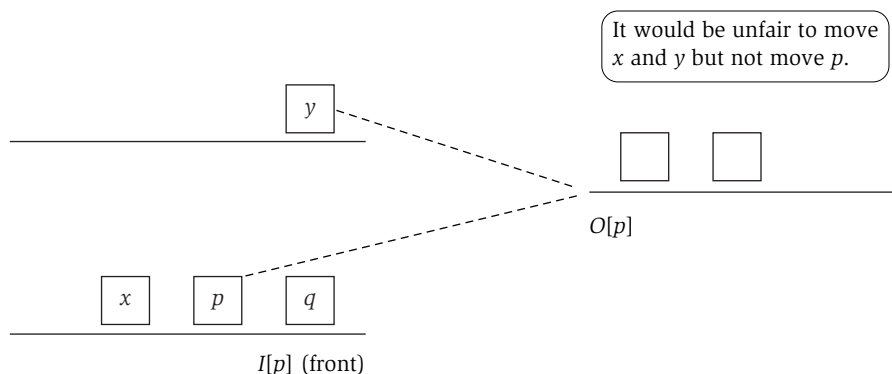 It would be unfair to move
x and y but not move p.
y
O[p]
x p q
I[p] (front)